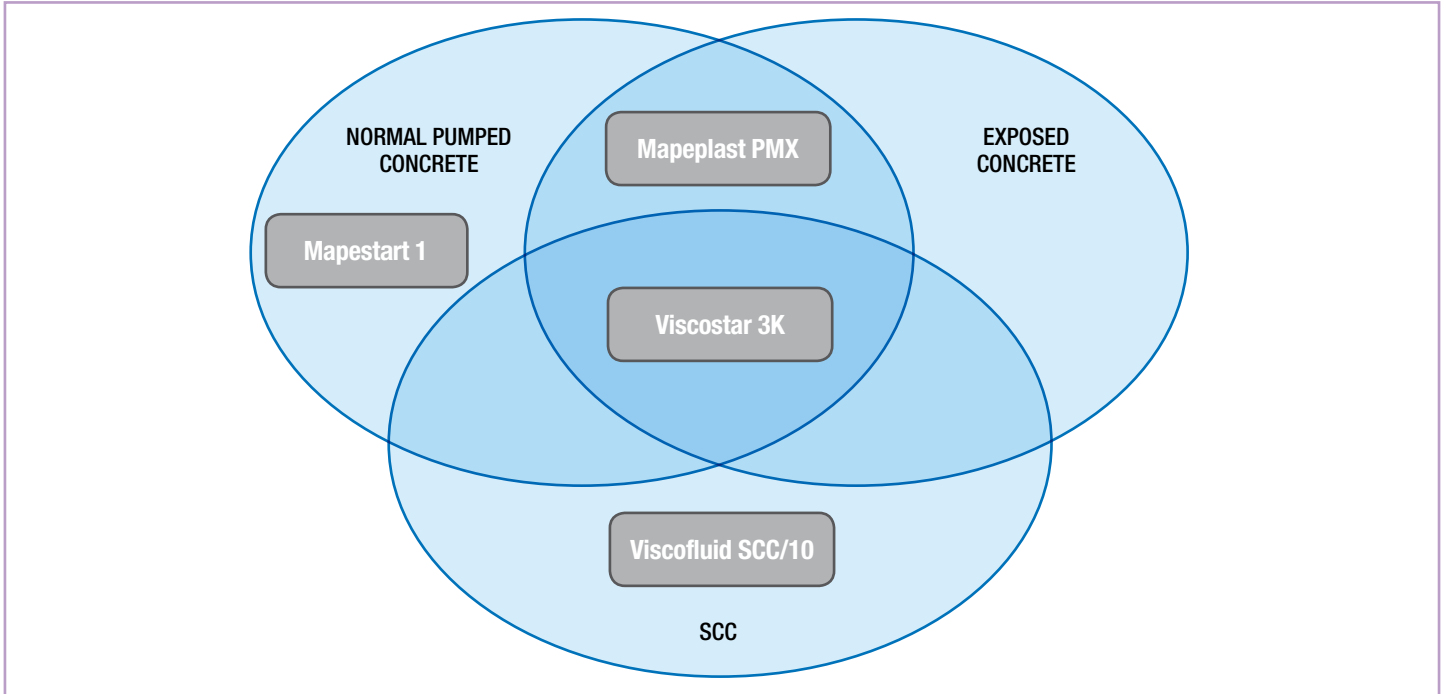 NORMAL PUMPED
CONCRETE
Mapeplast PMX
EXPOSED
CONCRETE
Mapestart 1
Viscostar 3K
Viscofluid SCC/10
SCC